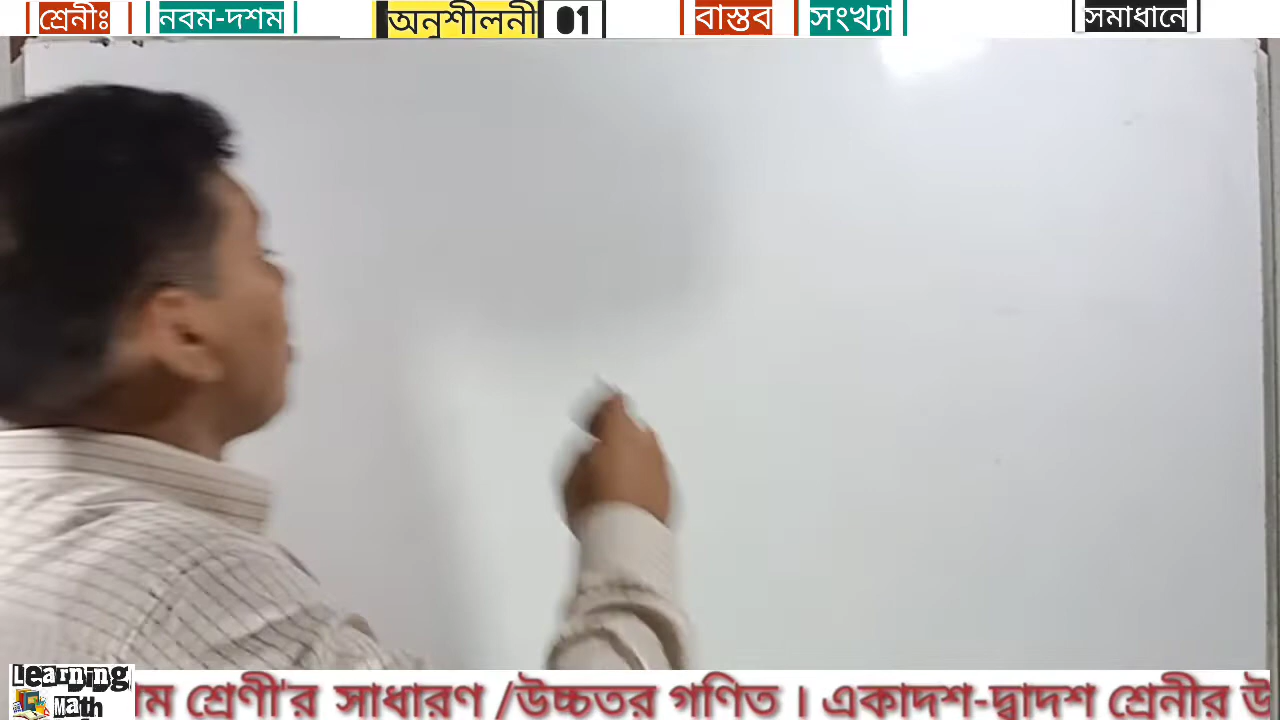 শ্রেনীঃ নবম-দশম অনুশীলনী 01 বাস্তব সংখ্যা সমাধানে
Learning Math
শ্রেণী'র সাধারণ /উচ্চতর গণিত । একাদশ-দ্বাদশ শ্রেনীর